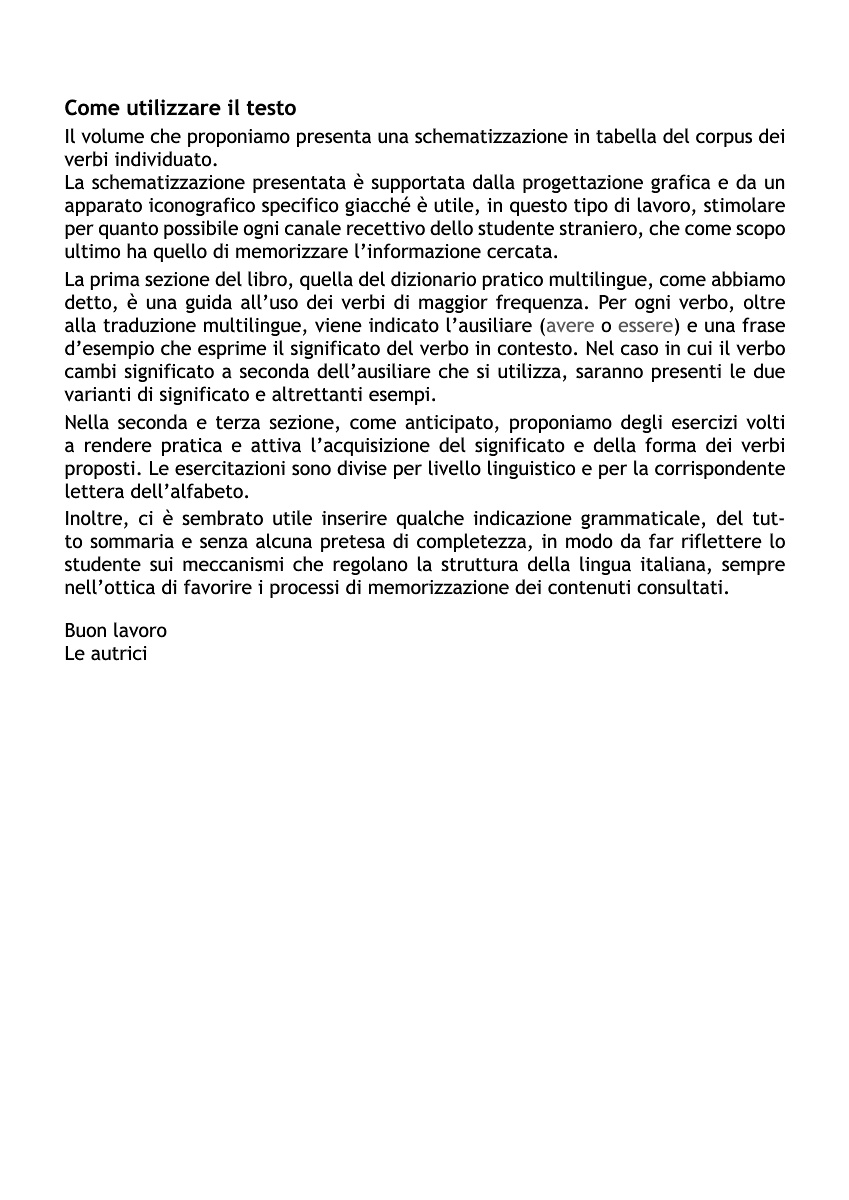 Come utilizzare il testo
Il volume che proponiamo presenta una schematizzazione in tabella del corpus dei
verbi individuato.
La schematizzazione presentata è supportata dalla progettazione grafica e da un
apparato iconografico specifico giacché è utile, in questo tipo di lavoro, stimolare
per quanto possibile ogni canale recettivo dello studente straniero, che come scopo
ultimo ha quello di memorizzare l’informazione cercata.
La prima sezione del libro, quella del dizionario pratico multilingue, come abbiamo
detto, è una guida all’uso dei verbi di maggior frequenza. Per ogni verbo, oltre
alla traduzione multilingue, viene indicato l’ausiliare (avere o essere) e una frase
d’esempio che esprime il significato del verbo in contesto. Nel caso in cui il verbo
cambi significato a seconda dell’ausiliare che si utilizza, saranno presenti le due
varianti di significato e altrettanti esempi.
Nella seconda e terza sezione, come anticipato, proponiamo degli esercizi volti
a rendere pratica e attiva l’acquisizione del significato e della forma dei verbi
proposti. Le esercitazioni sono divise per livello linguistico e per la corrispondente
lettera dell’alfabeto.
Inoltre, ci è sembrato utile inserire qualche indicazione grammaticale, del tut-
to sommaria e senza alcuna pretesa di completezza, in modo da far riflettere lo
studente sui meccanismi che regolano la struttura della lingua italiana, sempre
nell’ottica di favorire i processi di memorizzazione dei contenuti consultati.
Buon lavoro
Le autrici